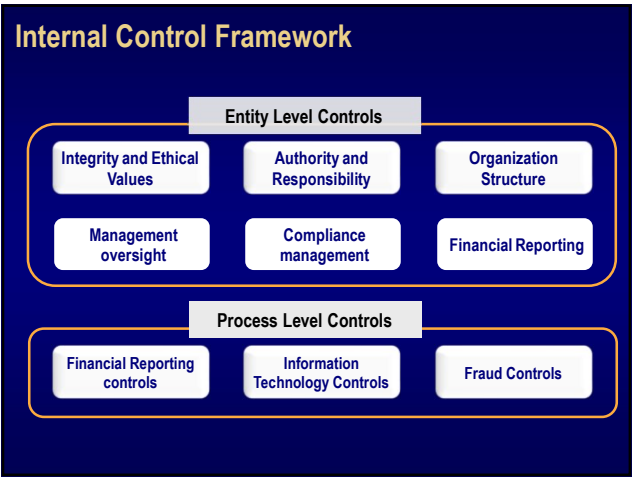 Internal Control Framework
Entity Level Controls
Integrity and Ethical
Values
Authority and
Responsibility
Organization
Structure
Management
oversight
Compliance
management
Financial Reporting
Process Level Controls
Financial Reporting
controls
Information
Technology Controls
Fraud Controls